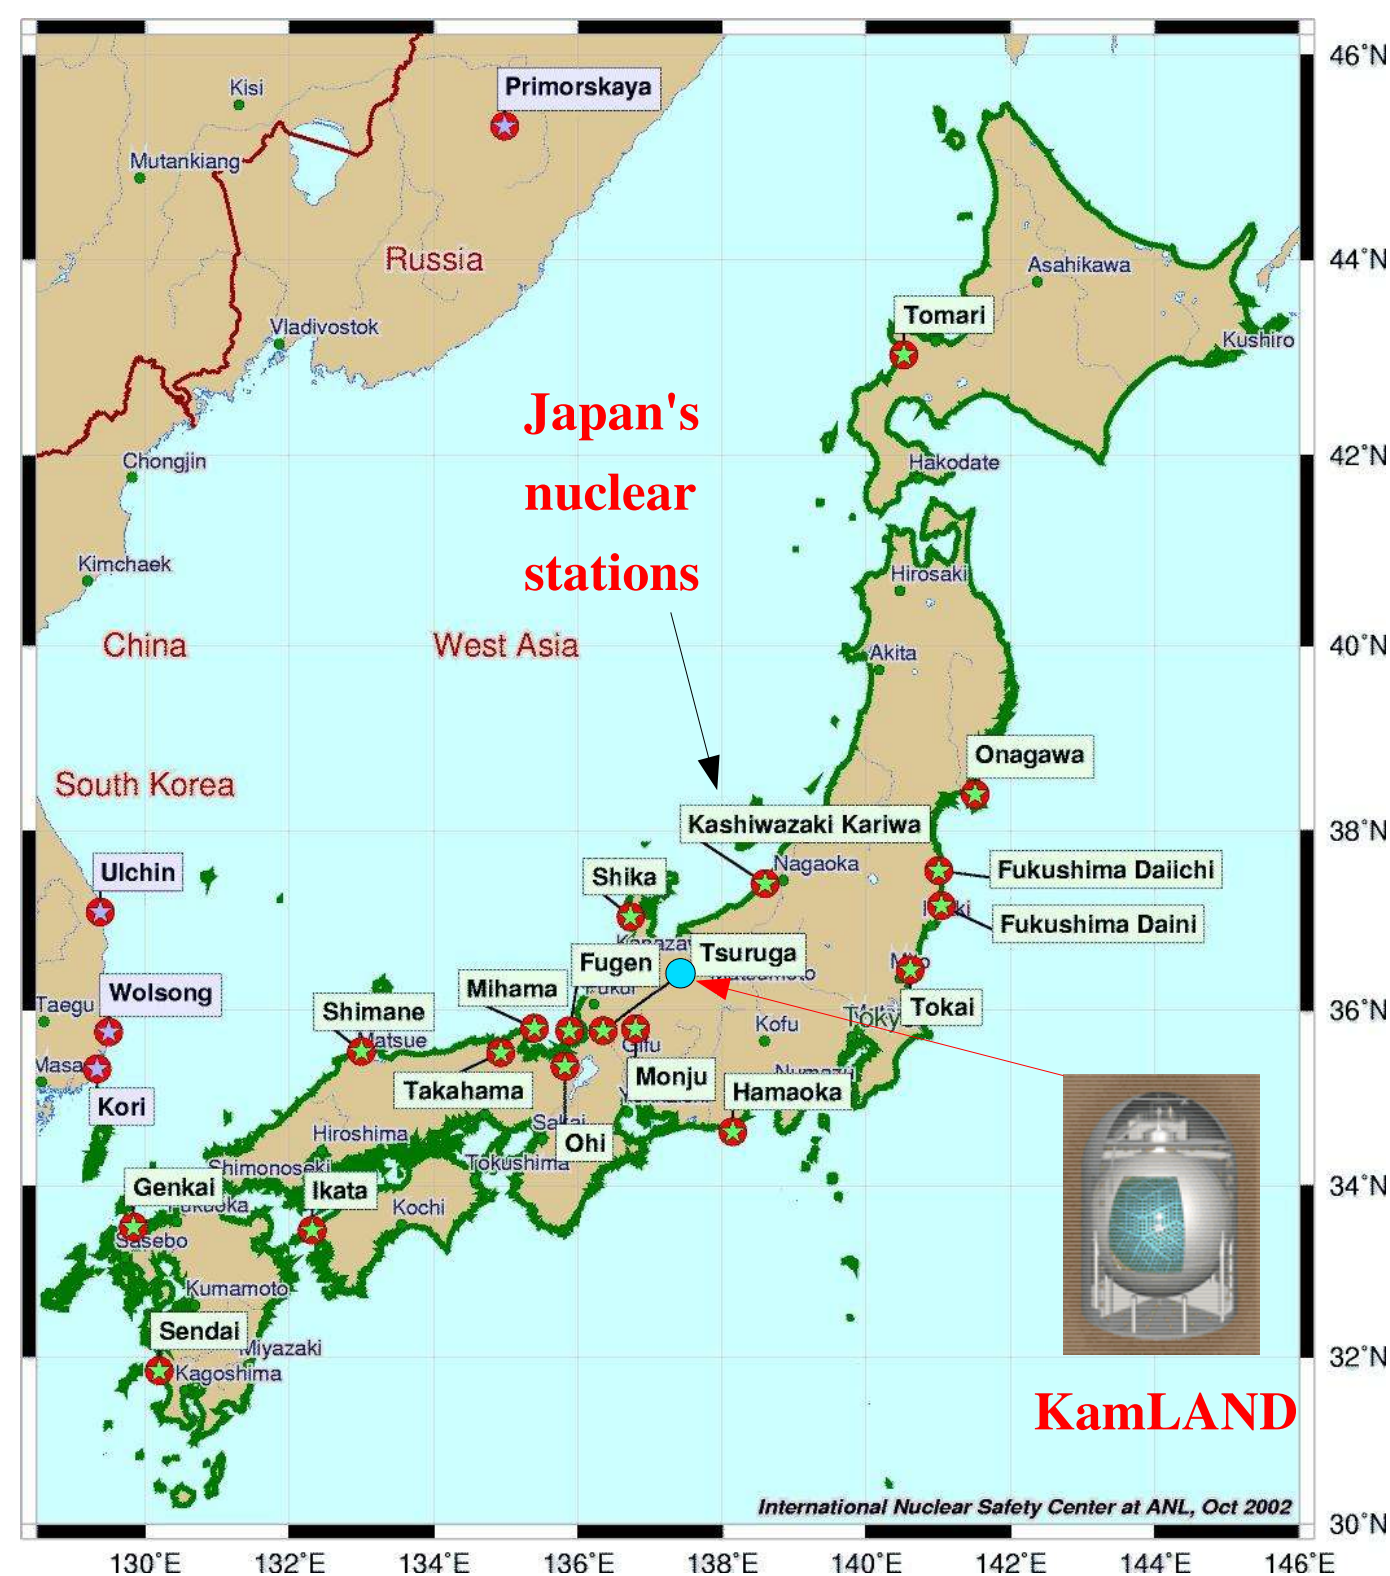 46°N
Primorskaya
Kisi
Mutankiang
Russia
44°N
Asahikawa
Tomari
Vladivostok
Kushiro
Japan's
nuclear
stations
42°N
Chongjin
Hakodate
Kimchaek
Hirosaki
China
West Asia
40°N
Akita
Onagawa
South Korea
38°N
Kashiwazaki Kariwa
Nagaoka
Ulchin
Shika
Fukushima Daiichi
Fukushima Daini
Tsuruga
Fugen
Mihama
Wolsong
Taegu
Shimane
Tokai
36°N
Kofu
Matsue
Gifu
Masa
Takahama
Monju
Hamaoka
Kori
Hiroshima
Ohi
Tokushima
Shimonoseki
Genkai
Ikata
34°N
Kochi
Sasebo
Kumamoto
Sendai
Miyazaki
32°N
Kagoshima
KamLAND
International Nuclear Safety Center at ANL, Oct 2002
30°N
130°E 132°E 134°E 136°E 138°E 140°E 142°E 144°E 146°E